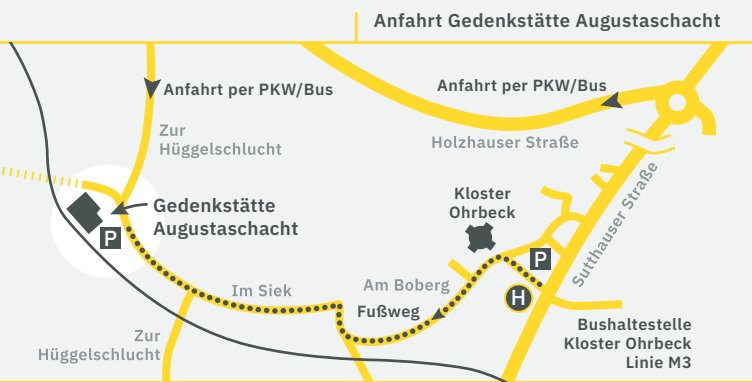 Anfahrt Gedenkstätte Augustaschacht
Anfahrt per PKW/Bus
Anfahrt per PKW/Bus
Zur
Hüggelschlucht
Holzhauser Straße
Sutthauser Straße
Kloster
Ohrbeck
Gedenkstätte
Augustaschacht
P
P
Am Boberg
Im Siek
H
Fußweg
Zur
Hüggelschlucht
Bushaltestelle
Kloster Ohrbeck
Linie M3